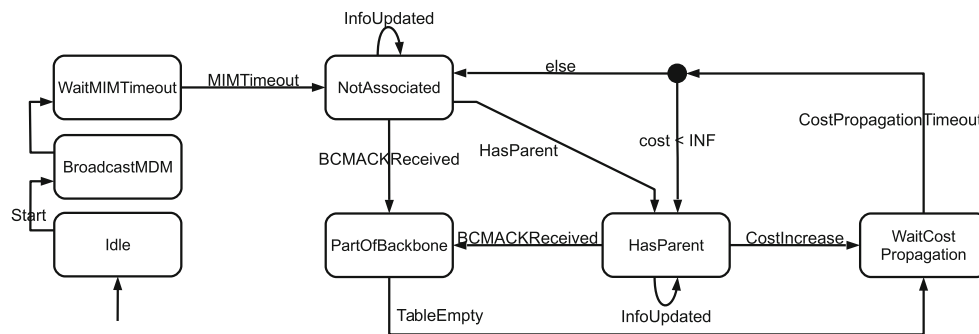 InfoUpdated
WaitMIMTimeout
MIMTimeout
NotAssociated
else
CostPropagationTimeout
BroadcastMDM
BCMACKReceived
HasParent
cost < INF
Start
Idle
PartOfBackbone
BCMACKReceived
HasParent
CostIncrease
WaitCost
Propagation
TableEmpty
InfoUpdated